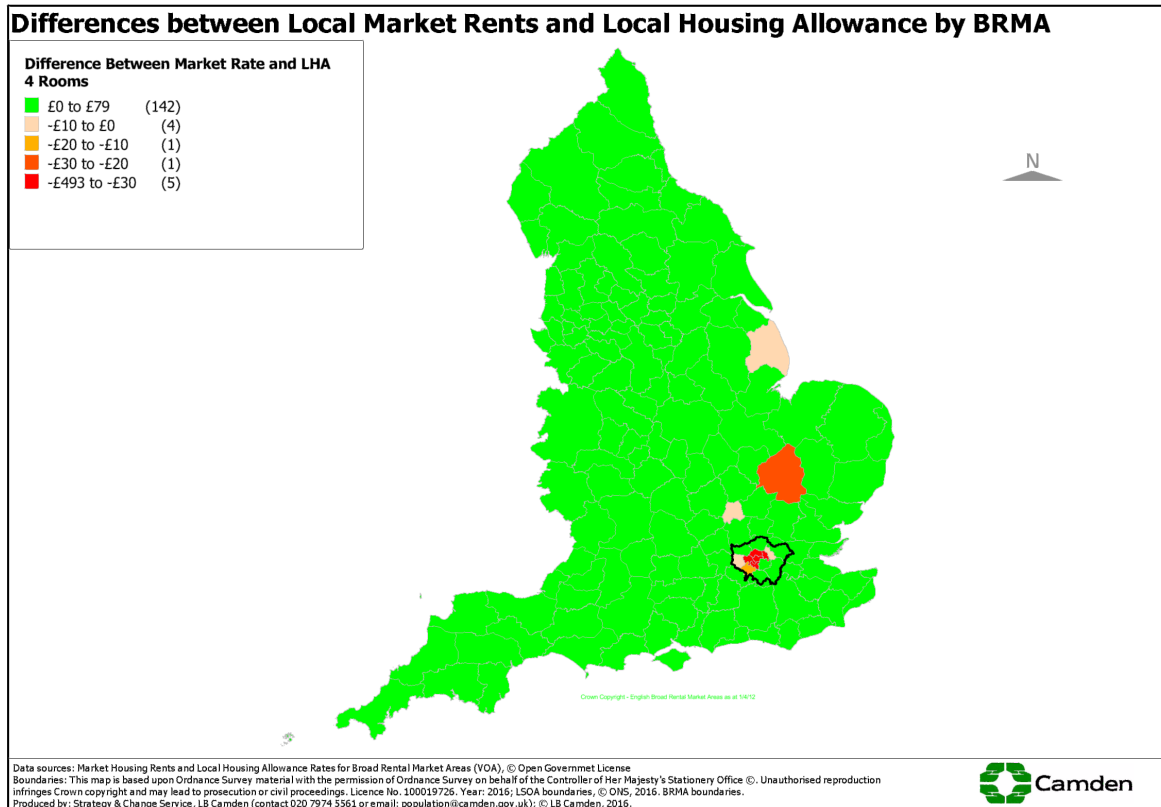 Differences between Local Market Rents and Local Housing Allowance by BRMA
Difference Between Market Rate and LHA
4 Rooms
£0 to £79 (142)
-£10 to £0 (4)
-£20 to -£10 (1)
-£30 to -£20 (1)
-£493 to -£30 (5)
N
Crown Copyright - English Broad Rental Market Areas as at 1/4/12
Data sources: Market Housing Rents and Local Housing Allowance Rates for Broad Rental Market Areas (VOA), © Open Governmet License
Boundaries: This map is based upon Ordnance Survey material with the permission of Ordnance Survey on behalf of the Controller of Her Majesty's Stationery Office ©. Unauthorised reproduction
infringes Crown copyright and may lead to prosecution or civil proceedings. Licence No. 100019726. Year: 2016; LSOA boundaries, © ONS, 2016. BRMA boundaries.
Produced by: Strategy & Change Service, LB Camden (contact 020 7974 5561 or email: population@camden.gov.uk); © LB Camden, 2016.
Camden